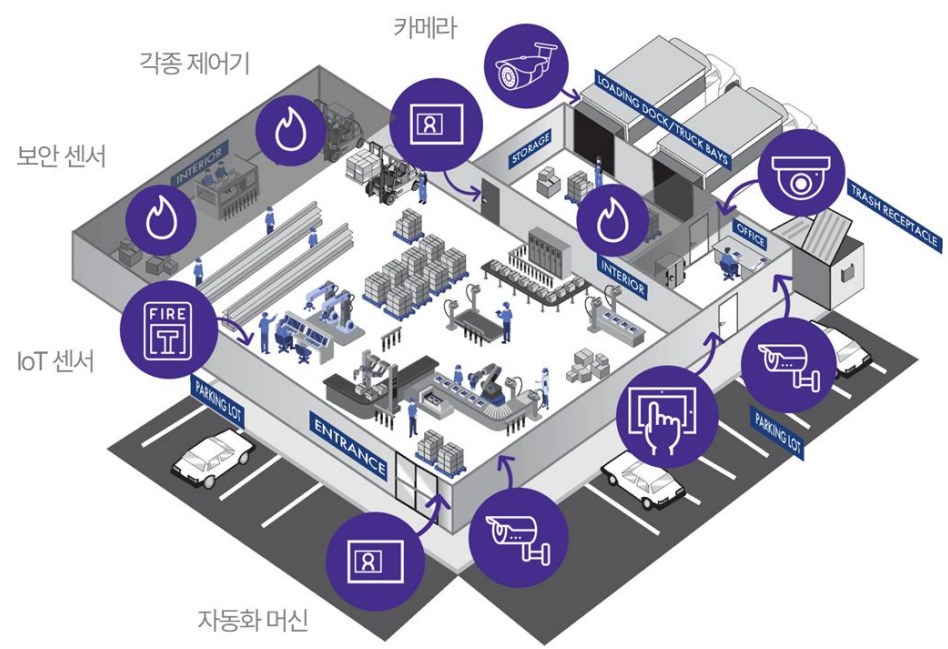 카메라
각종 제어기
LOADING DOCK/TRUCK BAYS
STORAGE
보안 센서
INTERIOR
TRASH RECEPTACLE
OFFICE
INTERIOR
FIRE
IoT 센서
PARKING LOT
ENTRANCE
PARKING LOT
자동화 머신